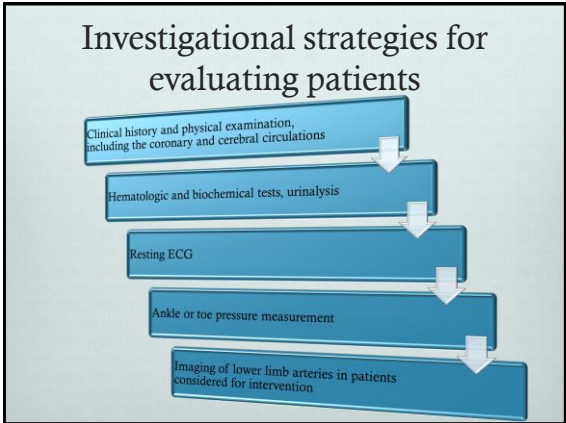 Investigational strategies for
evaluating patients
Clinical history and physical examination,
including the coronary and cerebral circulations
Hematologic and biochemical tests, urinalysis
Resting ECG
Ankle or toe pressure measurement
Imaging of lower limb arteries in patients
considered for intervention